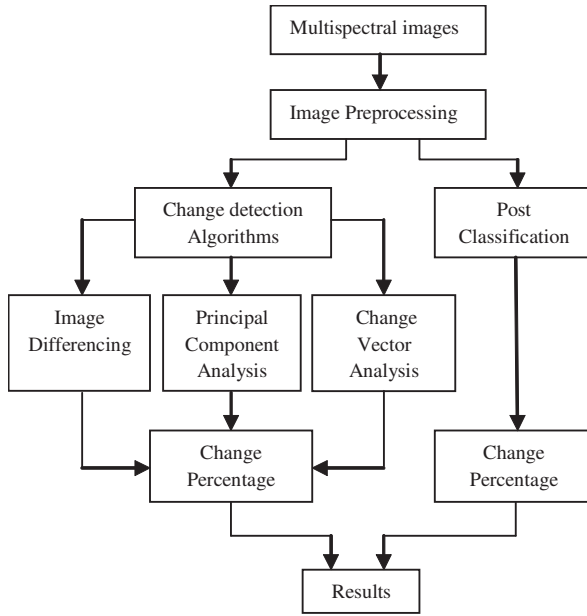 Multispectral images
Image Preprocessing
Change detection
Algorithms
Post
Classification
Image
Differencing
Principal
Component
Analysis
Change
Vector
Analysis
Change
Percentage
Change
Percentage
Results